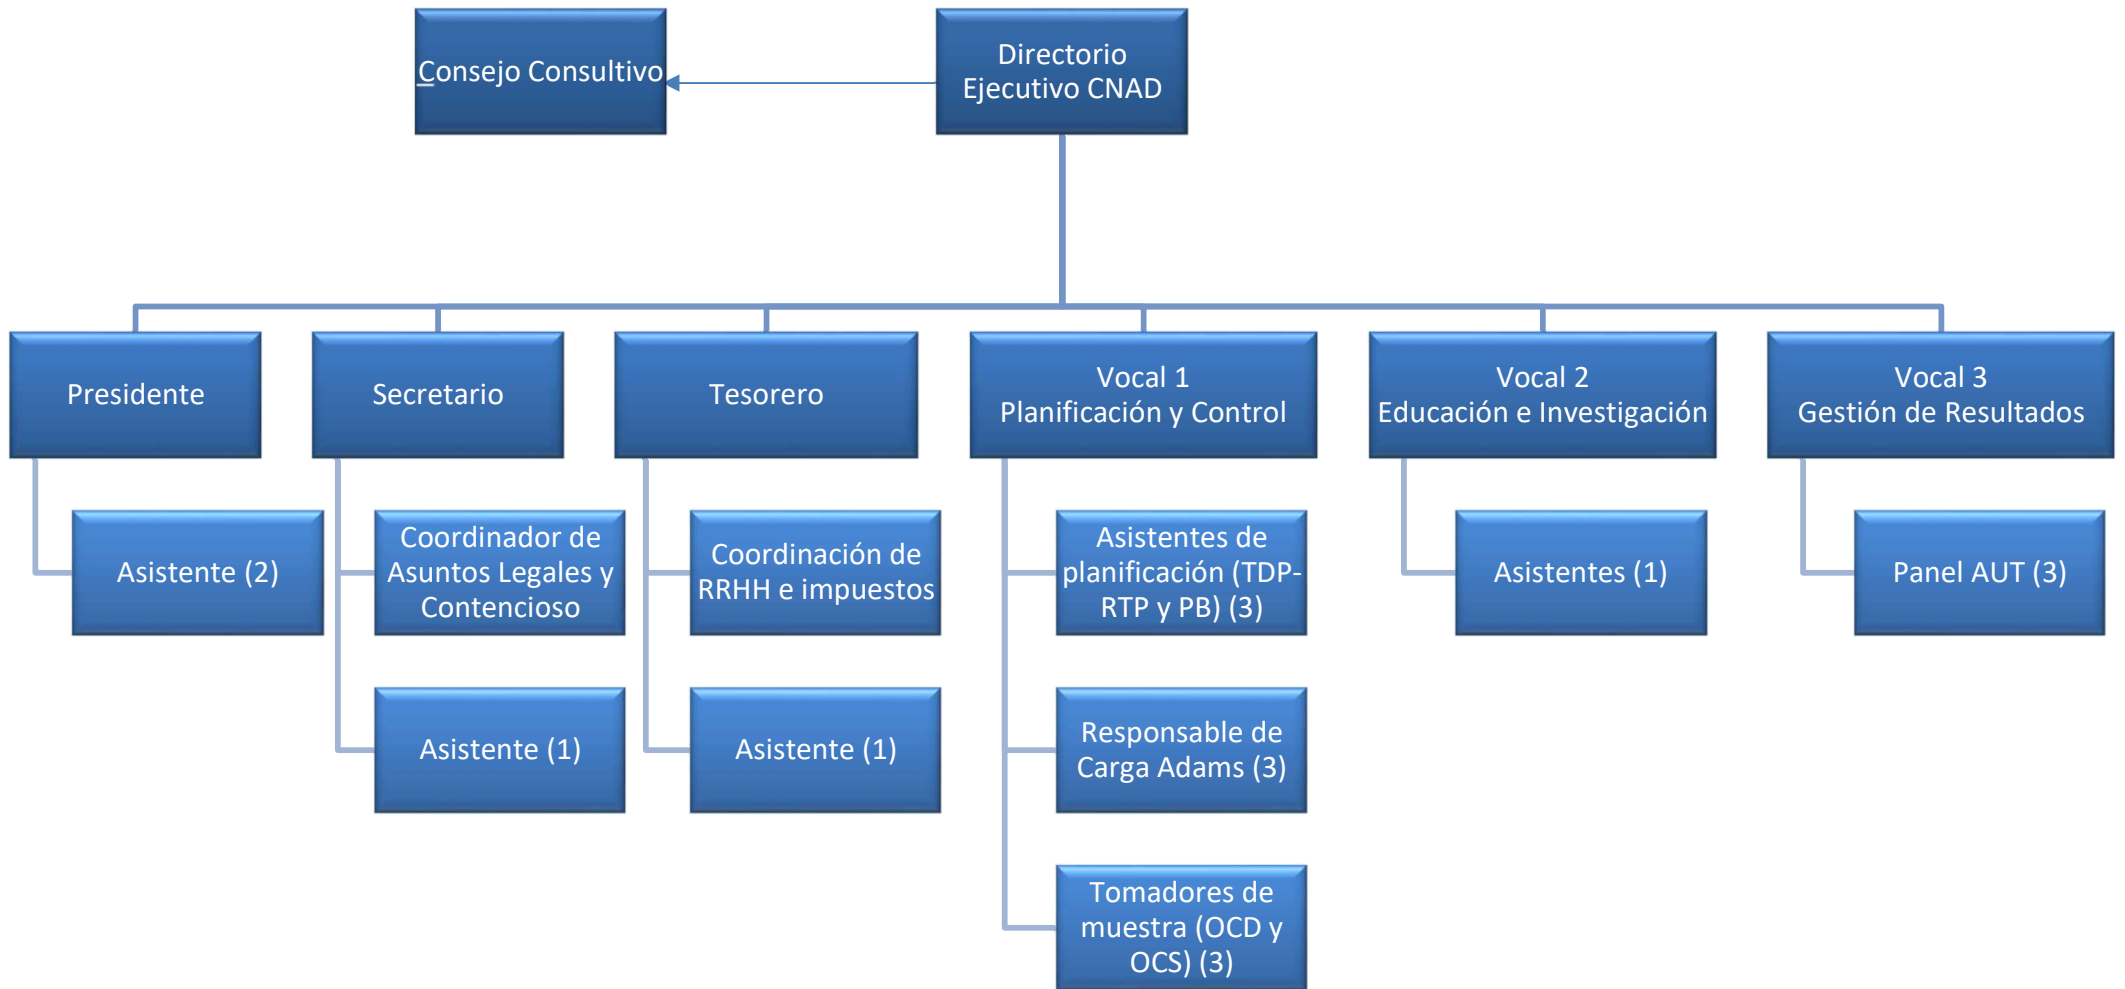 Consejo Consultivo
Directorio
Ejecutivo CNAD
Presidente
Secretario
Tesorero
Vocal 1
Planificación y Control
Vocal 2
Educación e Investigación
Vocal 3
Gestión de Resultados
Asistente (2)
Coordinador de
Asuntos Legales y
Contencioso
Coordinación de
RRHH e impuestos
Asistentes de
planificación (TDP-
RTP y PB) (3)
Asistentes (1)
Panel AUT (3)
Asistente (1)
Asistente (1)
Responsable de
Carga Adams (3)
Tomadores de
muestra (OCD y
OCS) (3)